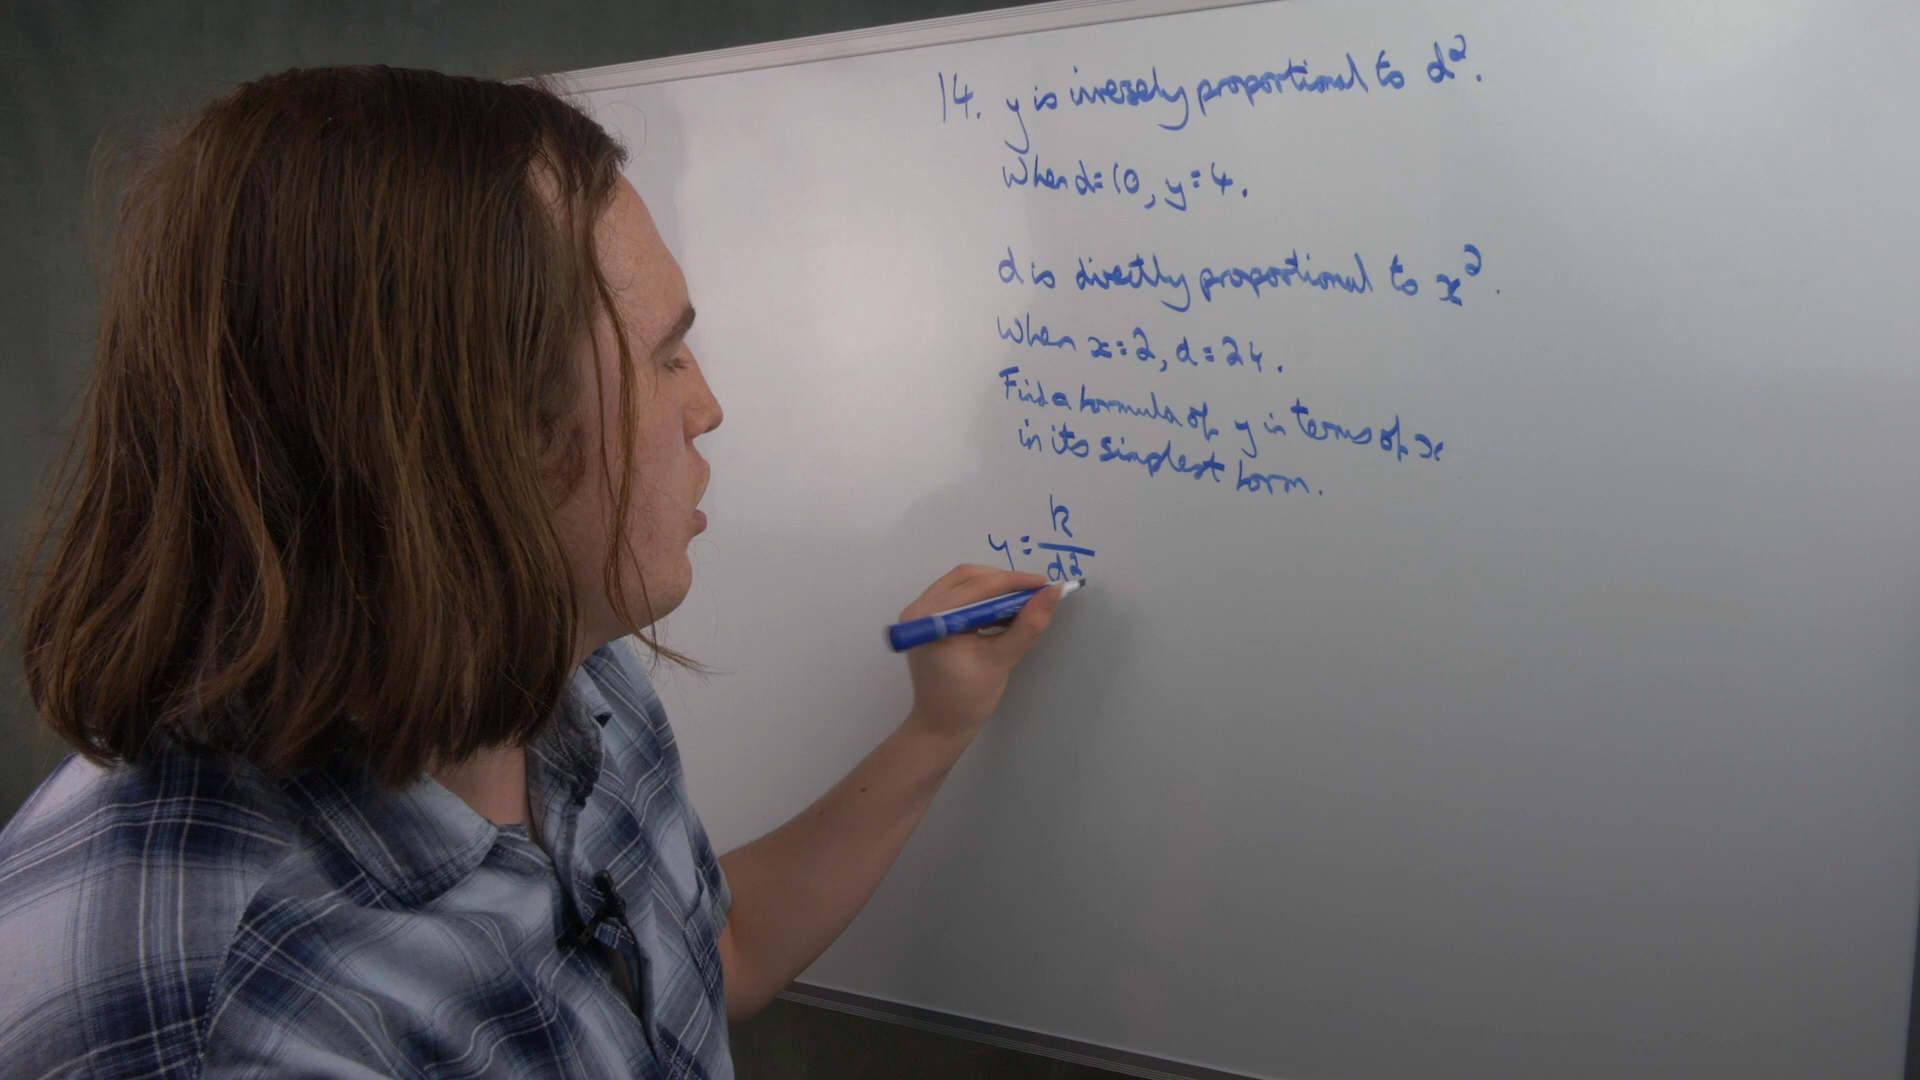 14. y is inversely proportional to d².
When d=10, y=4.
d is directly proportional to x².
When x=2, d=24.
Find a formula of y in terms of x
in its simplest form.
y = k/d²